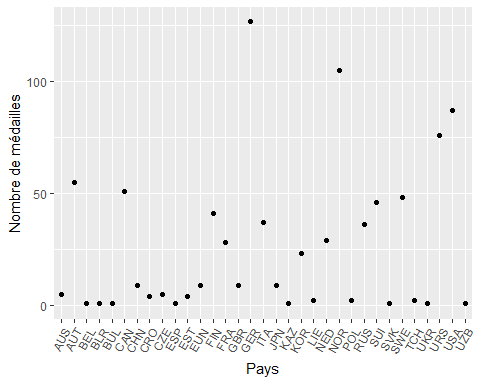 Nombre de médailles
100
50
0
AUS AUT BEL BLR BUL CAN CHN CRO CZE ESP EST EUN FIN FRA GBR GER ITA JPN KAZ KOR LIE NED NOR POL RUS SUI SVK SWE TCH UKR URS USA UZB
Pays